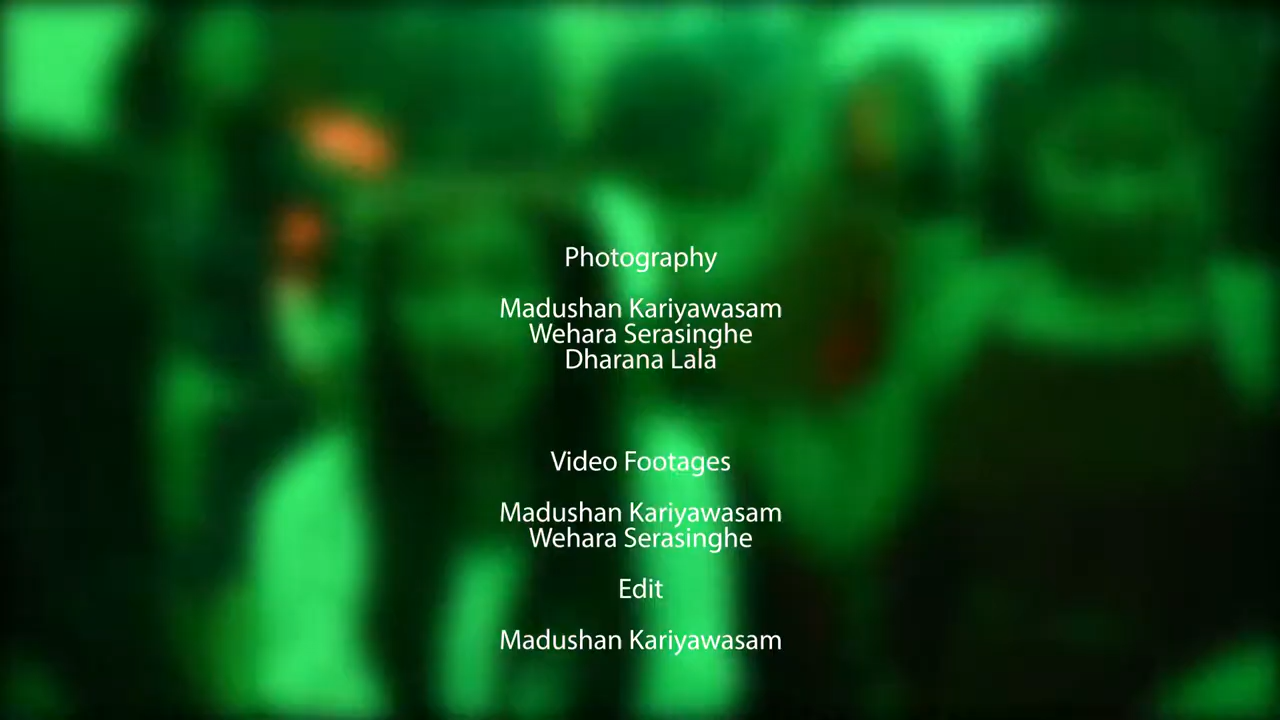 Photography
Madushan Kariyawasam
Wehara Serasinghe
Dharana Lala
Video Footages
Madushan Kariyawasam
Wehara Serasinghe
Edit
Madushan Kariyawasam